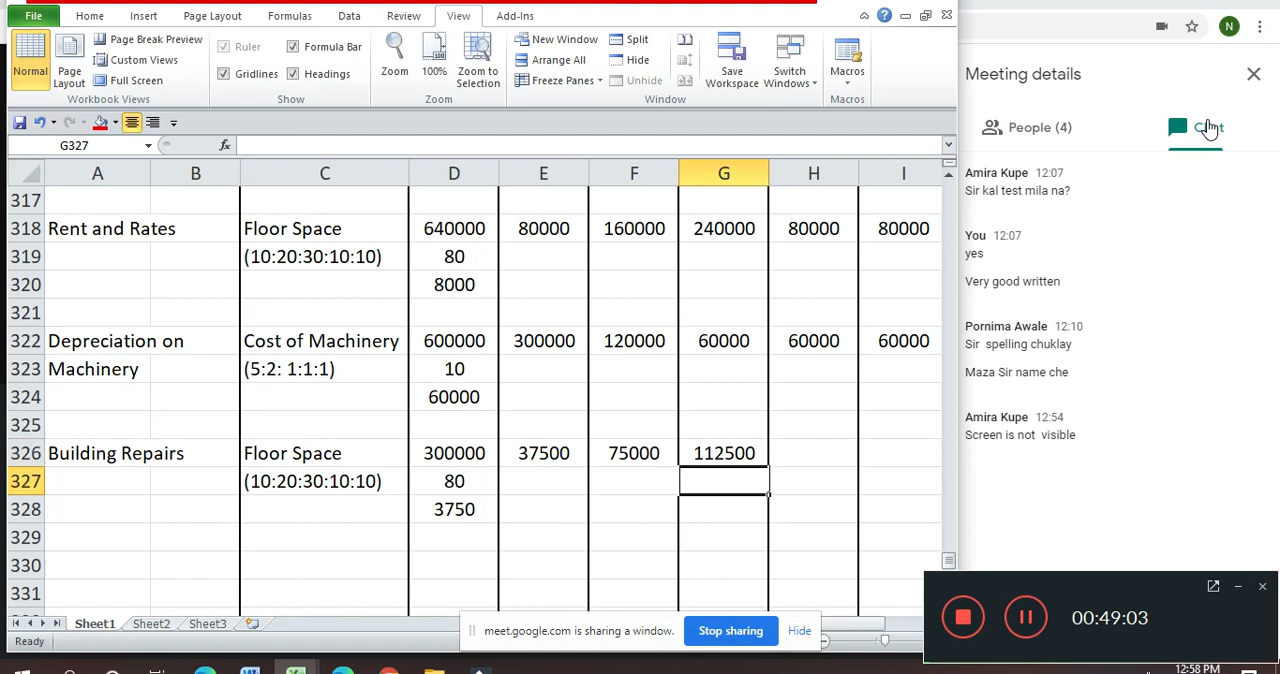 File Home Insert Page Layout Formulas Data Review View Add-Ins
Normal
Page Layout
Page Break Preview
Custom Views
Full Screen
Workbook Views
Ruler Formula Bar
Gridlines Headings
Show
Zoom 100% Zoom to Selection
Zoom
New Window Split
Arrange All Hide
Freeze Panes Unhide
Save Workspace Switch Windows
Window
Macros
Macros
G327 fx
A B C D E F G H I
317
318 Rent and Rates Floor Space 640000 80000 160000 240000 80000 80000
319 (10:20:30:10:10) 80
320 8000
321
322 Depreciation on Cost of Machinery 600000 300000 120000 60000 60000 60000
323 Machinery (5:2: 1:1:1) 10
324 60000
325
326 Building Repairs Floor Space 300000 37500 75000 112500
327 (10:20:30:10:10) 80
328 3750
329
330
331
Sheet1 Sheet2 Sheet3
Ready
meet.google.com is sharing a window. Stop sharing Hide
N
Meeting details
People (4)
Amira Kupe 12:07
Sir kal test mila na?
You 12:07
yes
Very good written
Pornima Awale 12:10
Sir spelling chuklay
Maza Sir name che
Amira Kupe 12:54
Screen is not visible
00:49:03
12:58 PM